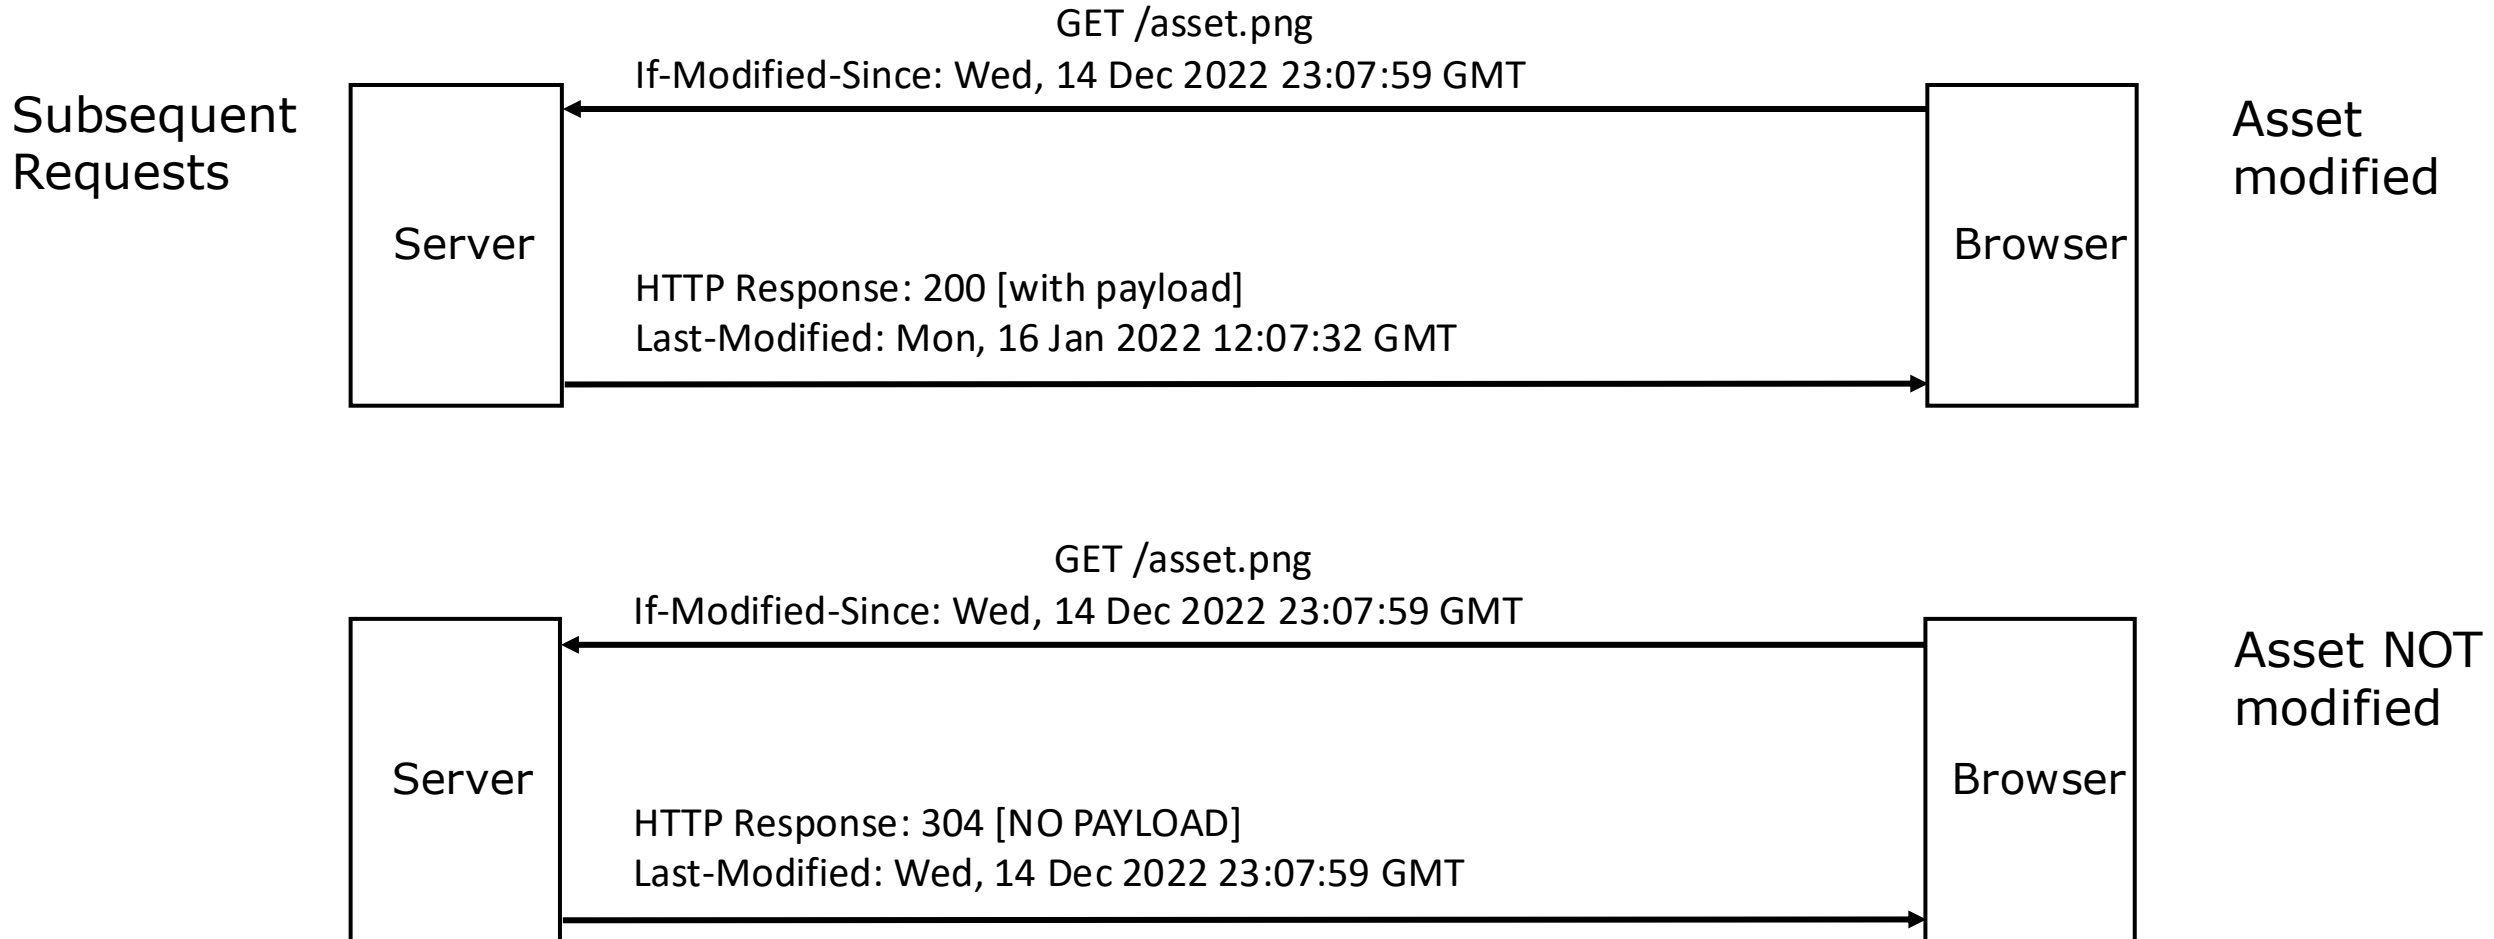 GET /asset.png
If-Modified-Since: Wed, 14 Dec 2022 23:07:59 GMT
Subsequent
Requests
Server
Browser
Asset
modified
HTTP Response: 200 [with payload]
Last-Modified: Mon, 16 Jan 2022 12:07:32 GMT
GET /asset.png
If-Modified-Since: Wed, 14 Dec 2022 23:07:59 GMT
Server
Browser
Asset NOT
modified
HTTP Response: 304 [NO PAYLOAD]
Last-Modified: Wed, 14 Dec 2022 23:07:59 GMT